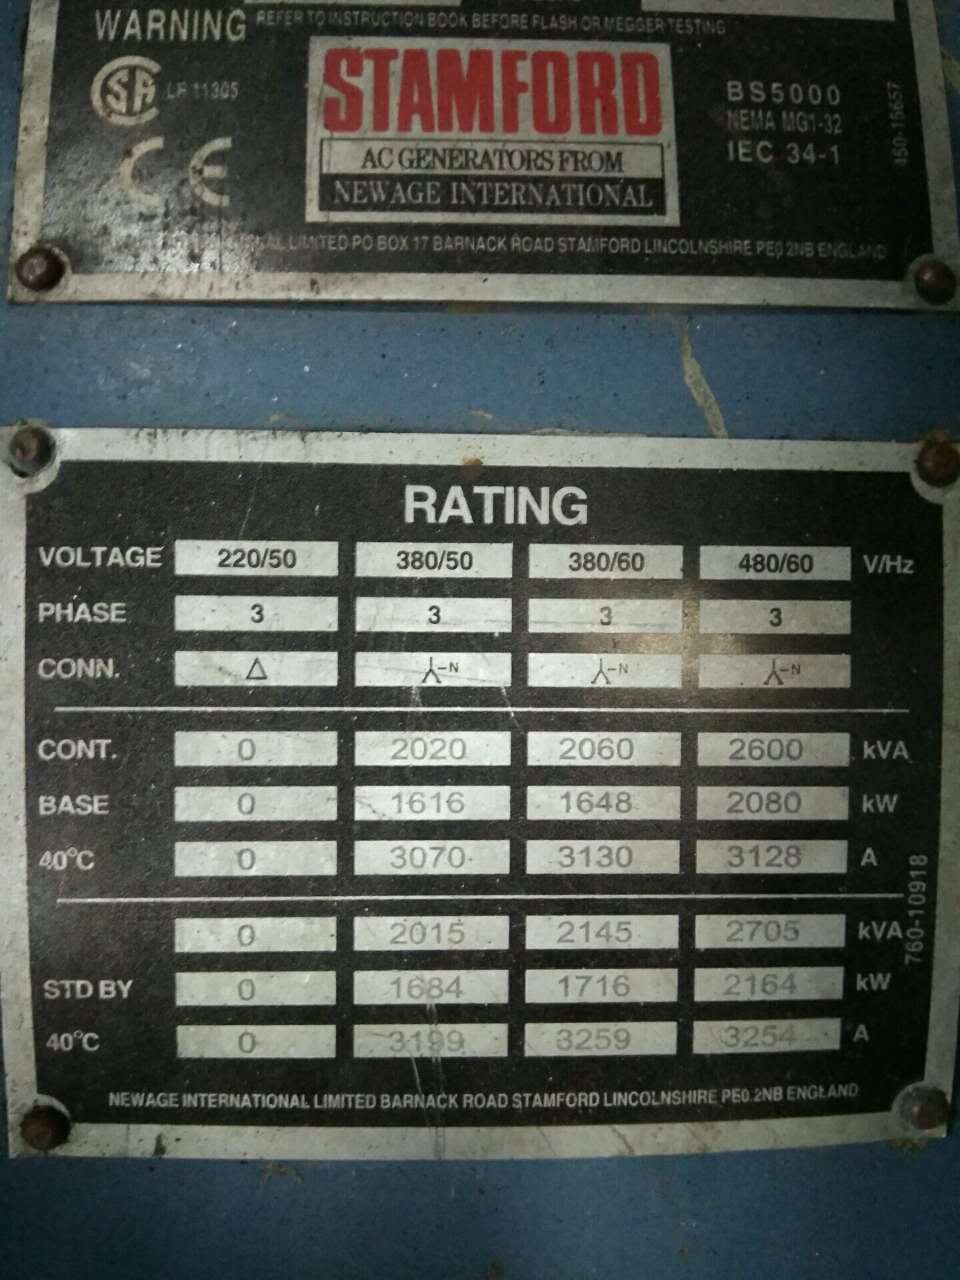 WARNING REFER TO INSTRUCTION BOOK BEFORE FLASH OR MEGGER TESTING
LR 11305
STAMFORD
AC GENERATORS FROM
NEWAGE INTERNATIONAL
BS5000
NEMA MG1-32
IEC 34-1
450-15657
LIMITED PO BOX 17 BARNACK ROAD STAMFORD LINCOLNSHIRE PE9 2NB ENGLAND
RATING
VOLTAGE 220/50 380/50 380/60 480/60 V/Hz
PHASE 3 3 3 3
CONN. △ -N -N -N
CONT. 0 2020 2060 2600 kVA
BASE 0 1616 1648 2080 kW
40°C 0 3070 3130 3128 A
0 2015 2145 2705 kVA
STD BY 0 1684 1716 2164 kW
40°C 0 3199 3259 3254 A
760-10918
NEWAGE INTERNATIONAL LIMITED BARNACK ROAD STAMFORD LINCOLNSHIRE PE9 2NB ENGLAND